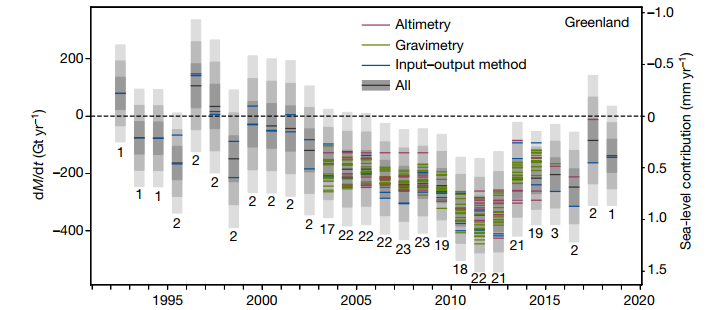 Greenland
Altimetry
Gravimetry
Input–output method
All
dM/dt (Gt yr⁻¹)
200
0
−200
−400
Sea-level contribution (mm yr⁻¹)
−1.0
−0.5
0
0.5
1.0
1.5
1 1 1 2 2 2 2 2 2 2 2 17 22 22 22 23 23 19 18 22 21 21 19 3 2 2 1
1995 2000 2005 2010 2015 2020